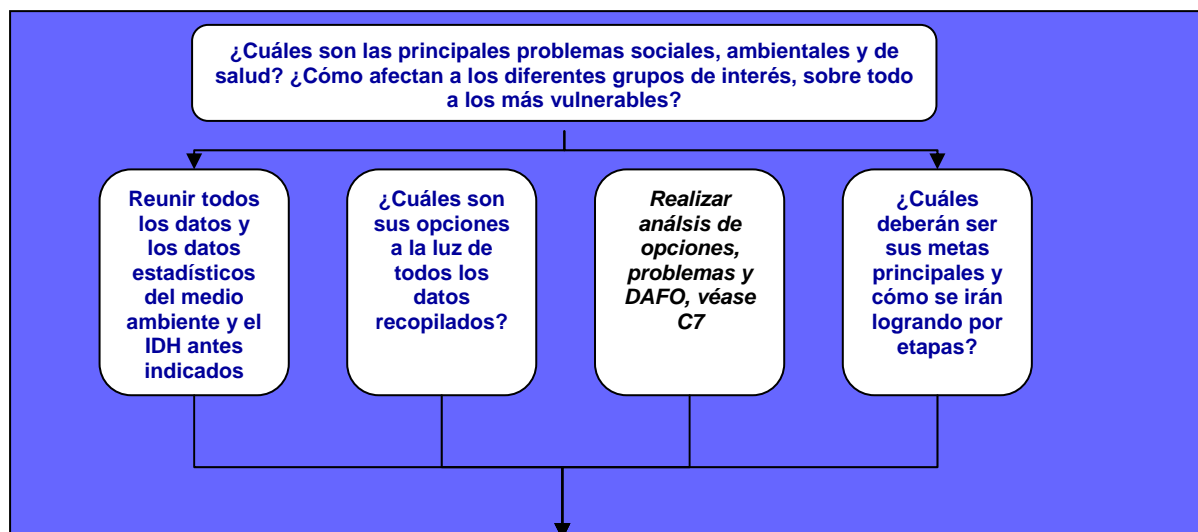 ¿Cuáles son las principales problemas sociales, ambientales y de
salud? ¿Cómo afectan a los diferentes grupos de interés, sobre todo
a los más vulnerables?
Reunir todos
los datos y
los datos
estadísticos
del medio
ambiente y el
IDH antes
indicados
¿Cuáles son
sus opciones
a la luz de
todos los
datos
recopilados?
Realizar
análsis de
opciones,
problemas y
DAFO, véase
C7
¿Cuáles
deberán ser
sus metas
principales y
cómo se irán
logrando por
etapas?